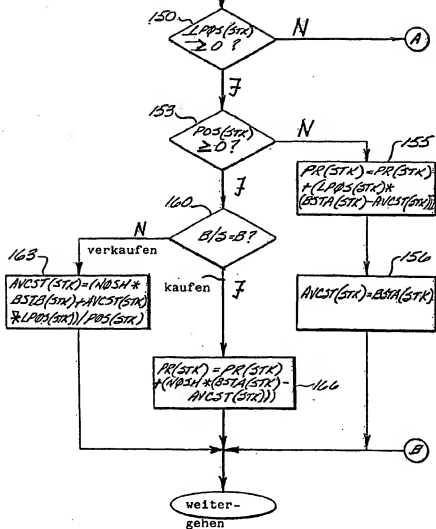 150
LPØS(STK)
≥ 0 ?
N
A
J
153
POS(STK)
≥ 0?
N
155
PR(STK)=PR(STK)
+(LPØS(STK)*
(BSTA(STK)-AVCST(STK)))
J
160
B/S=B?
N
verkaufen
163
AVCST(STK)=(NØSH*
BSTB(STK)+AVCST(STK)
*LPØS(STK))/POS(STK)
kaufen
J
156
AVCST(STK)=BSTA(STK)
PR(STK)=PR(STK)
+(NØSH*(BSTA(STK)-
AVCST(STK)))
166
B
weiter-
gehen